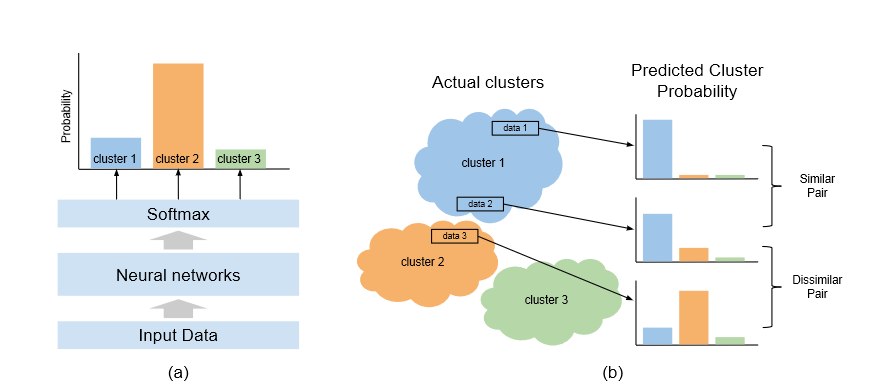 Probability
cluster 1
cluster 2
cluster 3
Softmax
Neural networks
Input Data
(a)
Actual clusters
Predicted Cluster
Probability
data 1
cluster 1
data 2
data 3
cluster 2
cluster 3
Similar
Pair
Dissimilar
Pair
(b)